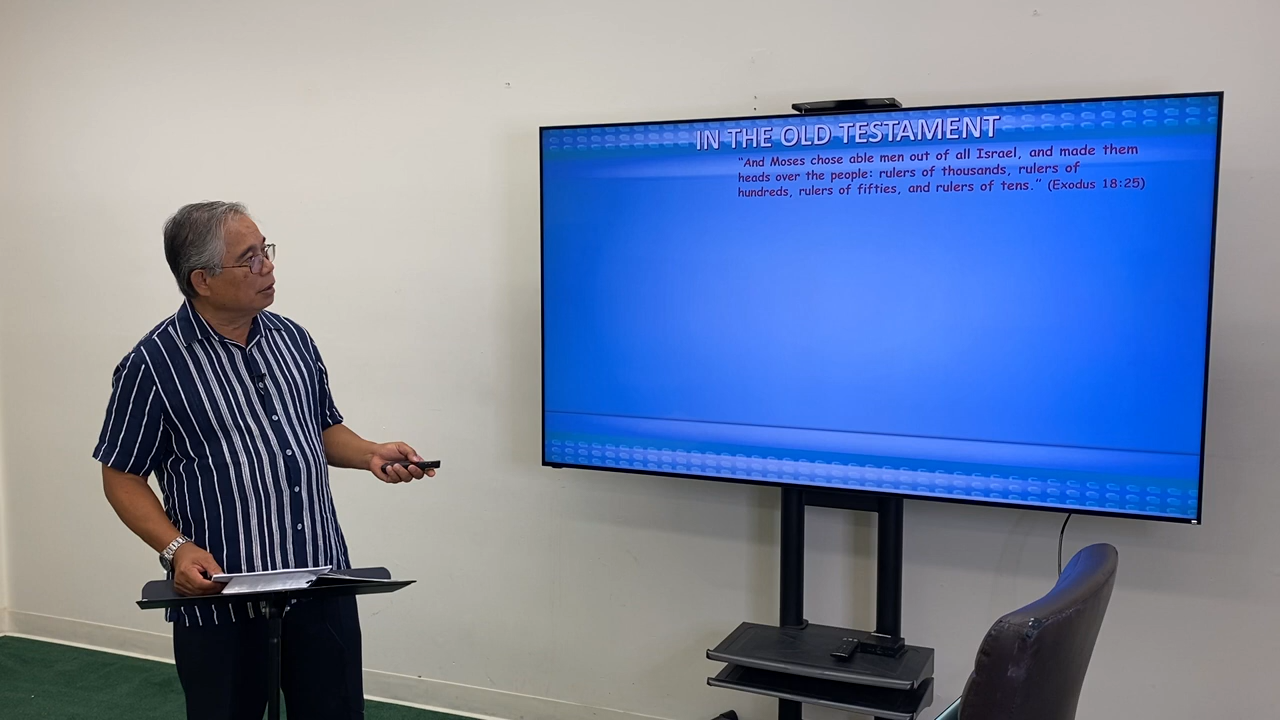 IN THE OLD TESTAMENT
“And Moses chose able men out of all Israel, and made them
heads over the people: rulers of thousands, rulers of
hundreds, rulers of fifties, and rulers of tens.” (Exodus 18:25)